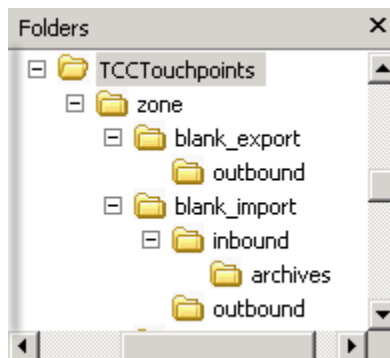 Folders
TCCTouchpoints
zone
blank_export
outbound
blank_import
inbound
archives
outbound